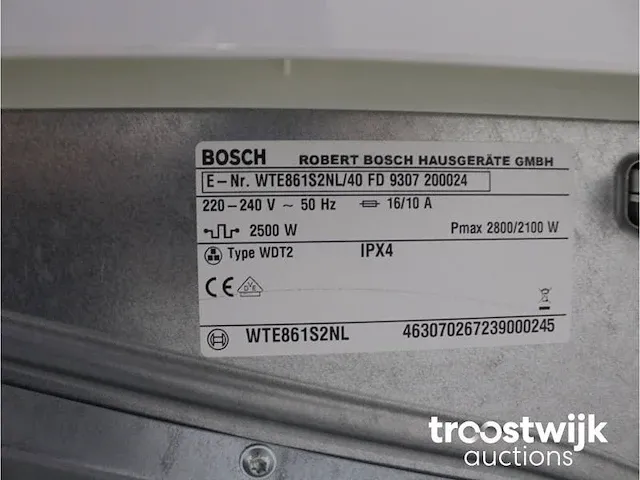 BOSCH ROBERT BOSCH HAUSGERÄTE GMBH
E-Nr. WTE861S2NL/40 FD 9307 200024
220-240 V ~ 50 Hz 16/10 A
2500 W Pmax 2800/2100 W
Type WDT2 IPX4
CE VDE
WTE861S2NL 463070267239000245
troostwijk
auctions